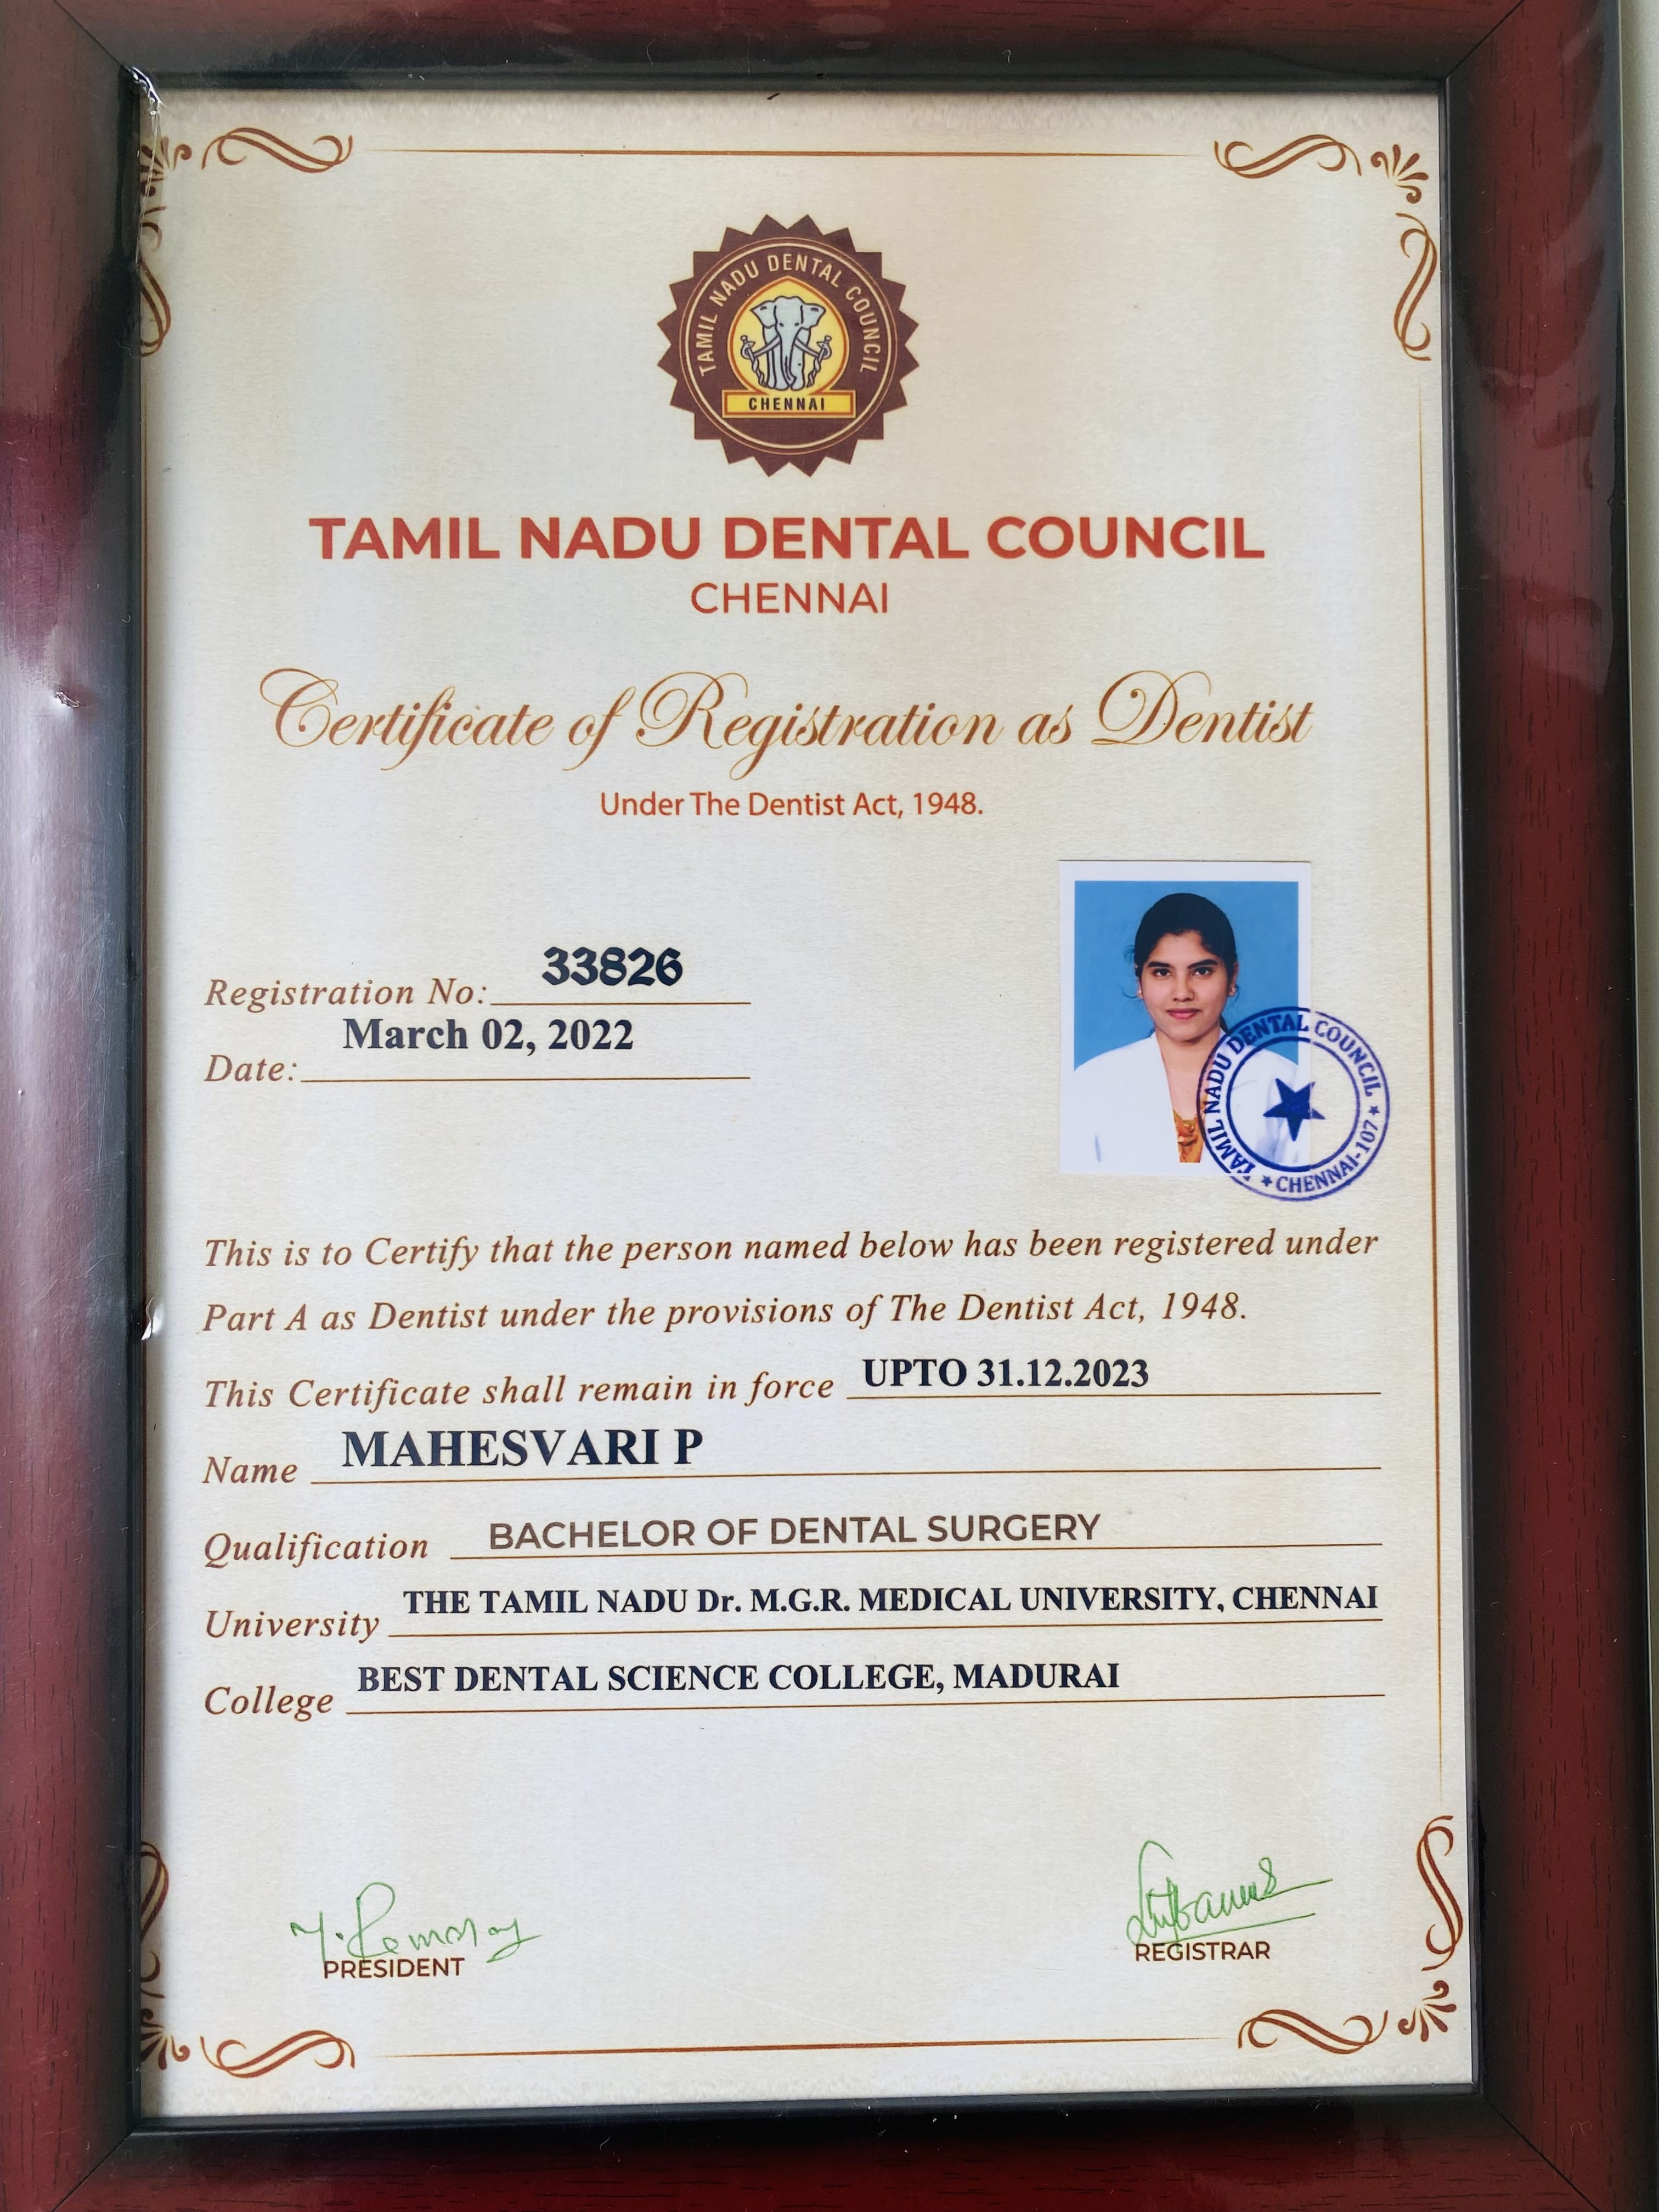 TAMIL NADU DENTAL COUNCIL
CHENNAI
TAMIL NADU DENTAL COUNCIL
CHENNAI
Certificate of Registration as Dentist
Under The Dentist Act, 1948.
Registration No: 33826
Date: March 02, 2022
TAMIL NADU DENTAL COUNCIL
CHENNAI-107
This is to Certify that the person named below has been registered under
Part A as Dentist under the provisions of The Dentist Act, 1948.
This Certificate shall remain in force UPTO 31.12.2023
Name MAHESVARI P
Qualification BACHELOR OF DENTAL SURGERY
University THE TAMIL NADU Dr. M.G.R. MEDICAL UNIVERSITY, CHENNAI
College BEST DENTAL SCIENCE COLLEGE, MADURAI
PRESIDENT
REGISTRAR